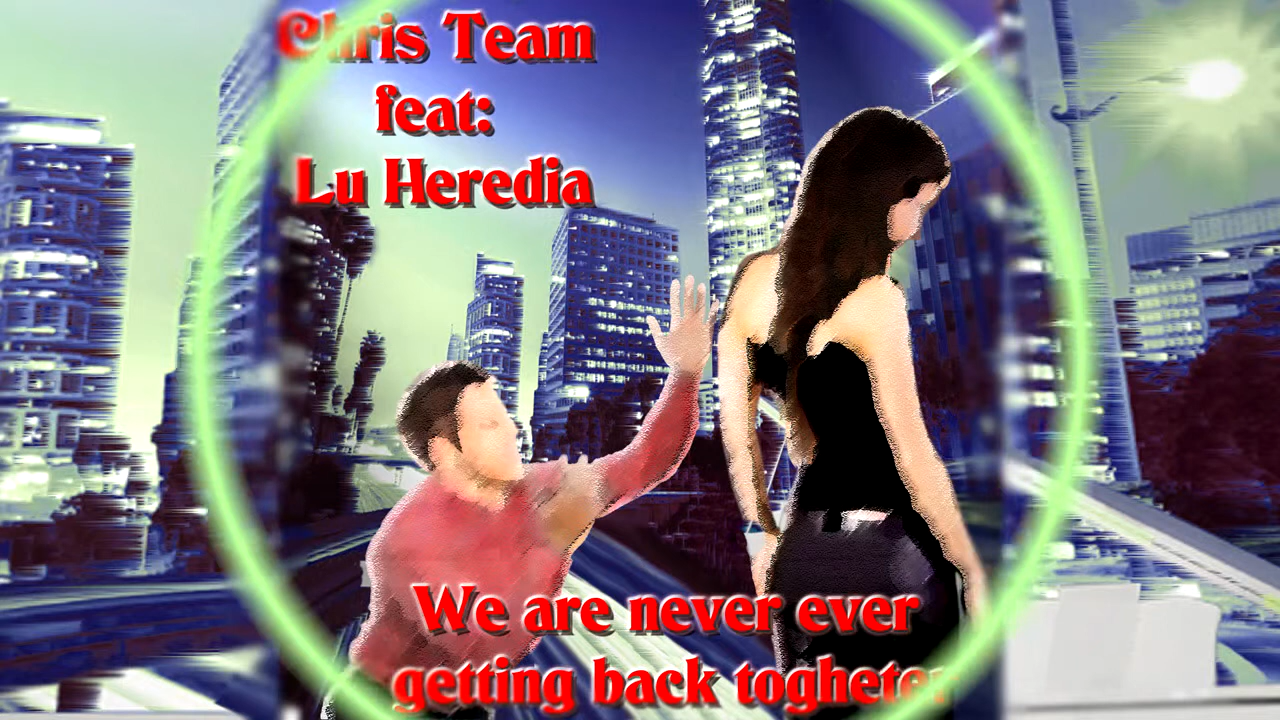 Chris Team
feat:
Lu Heredia
We are never ever
getting back togheter